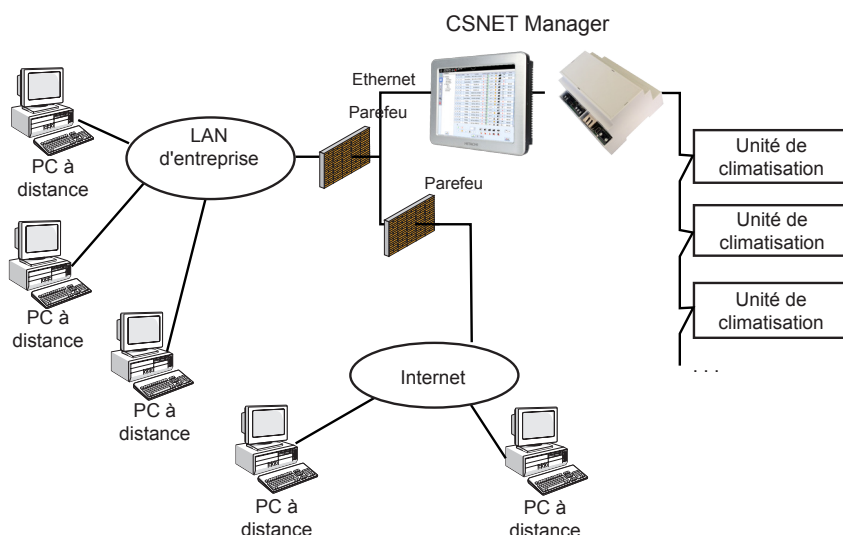 CSNET Manager
Ethernet
Parefeu
LAN
d'entreprise
PC à
distance
Parefeu
Unité de
climatisation
Unité de
climatisation
PC à
distance
Unité de
climatisation
. . .
Internet
PC à
distance
PC à
distance
PC à
distance